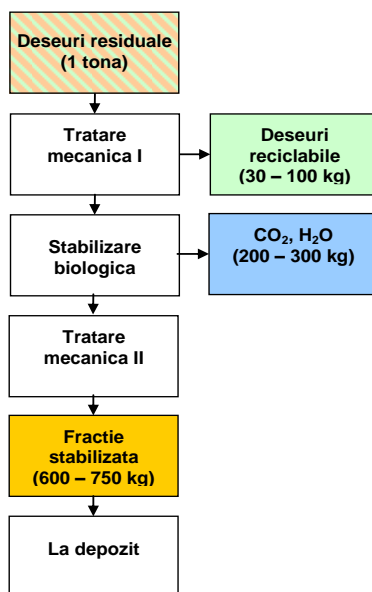 Deseuri residuale
(1 tona)
Tratare
mecanica I
Deseuri
reciclabile
(30 – 100 kg)
Stabilizare
biologica
CO₂, H₂O
(200 – 300 kg)
Tratare
mecanica II
Fractie
stabilizata
(600 – 750 kg)
La depozit